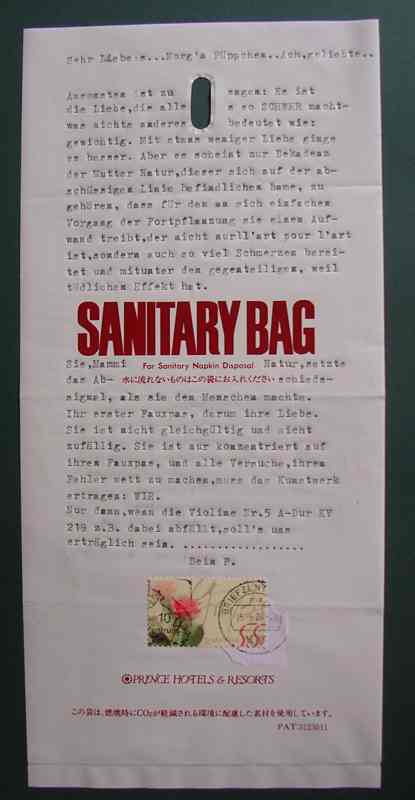 Sehr Liebe:s...Norg's Püppchen..Ach,geliebte..
Ansonsten ist zu sagen: Es ist
die Liebe,die alle s so SCHWER macht-
was nichts anderes bedeutet wie:
gewichtig. Mit etwas weniger Liebe ginge
es besser. Aber es scheint zur Dekadenz
der Mutter Natur,dieser sich auf der ab-
schüssigen Linie befindlichen Dame, zu
gehören, dass für den an sich einfachen
Vorgang der Fortpflanzung sie einen Auf-
wand treibt,der nicht nurll'art pour l'art
ist,sondern auch so viel Schmerzen berei-
tet und mitunter den gegenteiligen, weil
tödlichen Effekt hat.
SANITARY BAG
Sie,Mammi For Sanitary Napkin Disposal Natur,setzte
das Ab- 水に流れないものはこの袋にお入れください schieds-
signal, als sie den Menschen machte.
Ihr erster Fauxpas, darum ihre Liebe.
Sie ist nicht gleichgültig und nicht
zufällig. Sie ist nur konzentriert auf
ihren Fauxpas, und alle Versuche,ihren
Fehler wett zu machen,muss das Kunstwerk
ertragen: WIR.
Nur dann,wenn die Violine Nr.5 A-Dur KV
219 z.B. dabei abfällt,soll's uns
erträglich sein. ..................
Dein P.
10
BRIEFZENT
PRINCE HOTELS & RESORTS
この袋は、燃焼時にCO₂が軽減される環境に配慮した素材を使用しています。
PAT.3123011